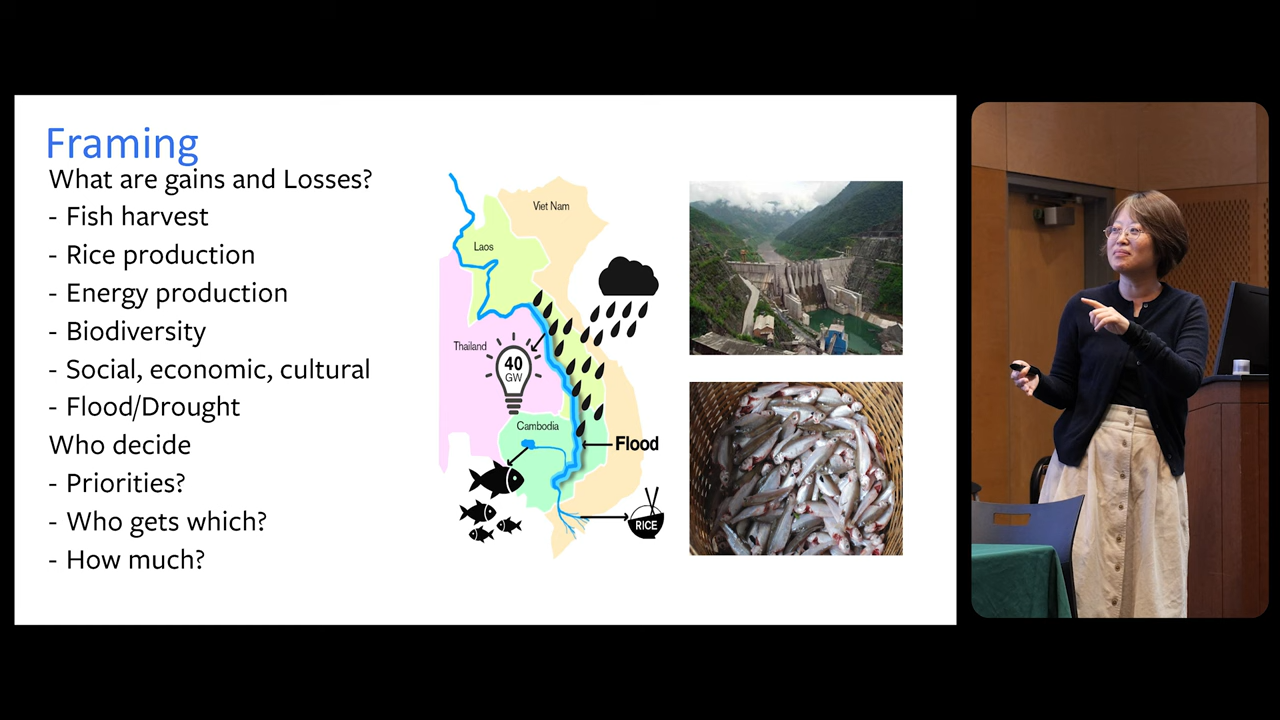 Framing
What are gains and Losses?
- Fish harvest
- Rice production
- Energy production
- Biodiversity
- Social, economic, cultural
- Flood/Drought
Who decide
- Priorities?
- Who gets which?
- How much?
Viet Nam
Laos
Thailand
40
GW
Cambodia
Flood
RICE